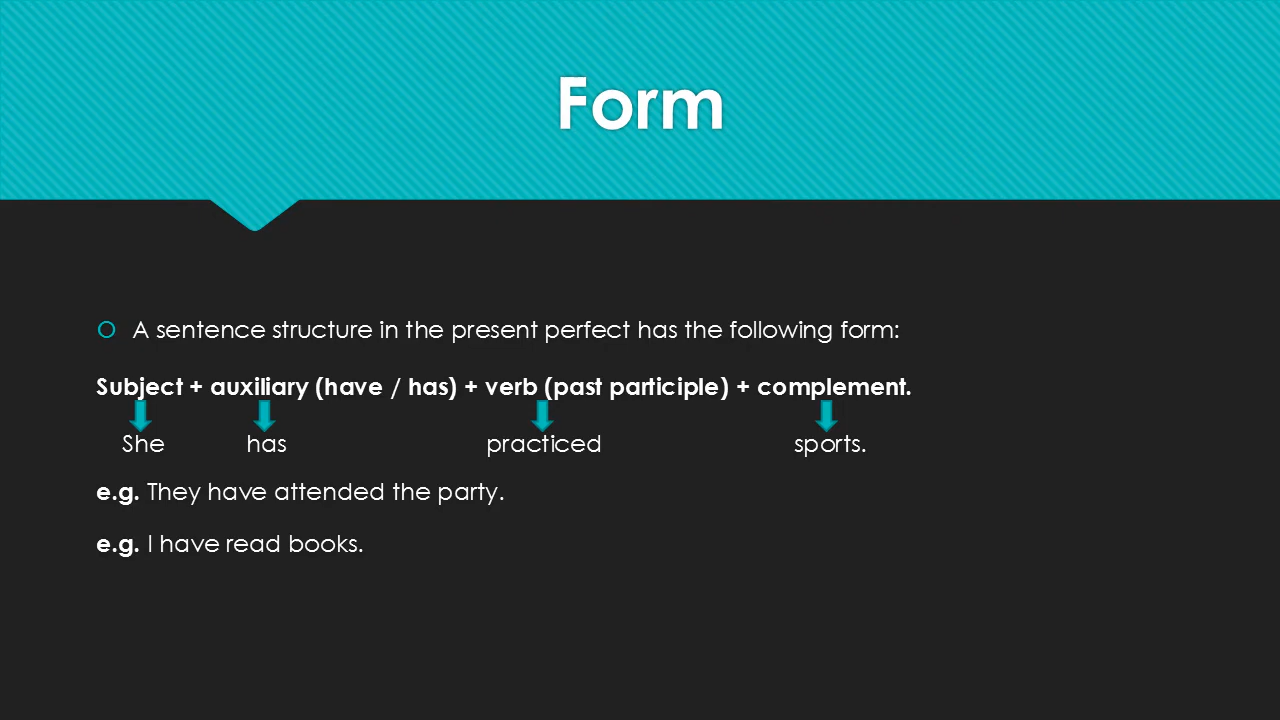 Form
A sentence structure in the present perfect has the following form:
Subject + auxiliary (have / has) + verb (past participle) + complement.
She has practiced sports.
e.g. They have attended the party.
e.g. I have read books.